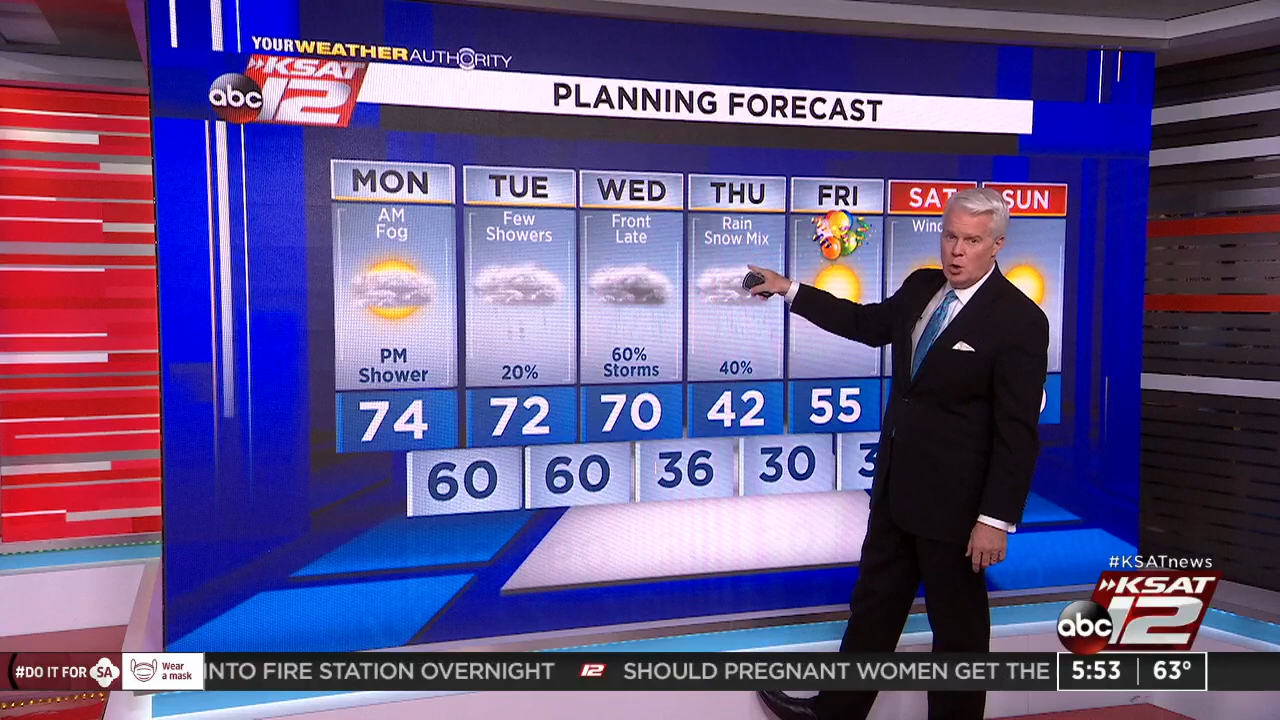 YOUR WEATHER AUTHORITY
KSAT
abc 12
PLANNING FORECAST
MON TUE WED THU FRI SAT SUN
AM Fog
Few Showers
Front Late
Rain Snow Mix
PM Shower
20%
60% Storms
40%
74 72 70 42 55
60 60 36 30
#KSATnews
KSAT
abc 12
#DO IT FOR SA
Wear a mask
INTO FIRE STATION OVERNIGHT 12 SHOULD PREGNANT WOMEN GET THE
5:53 63°